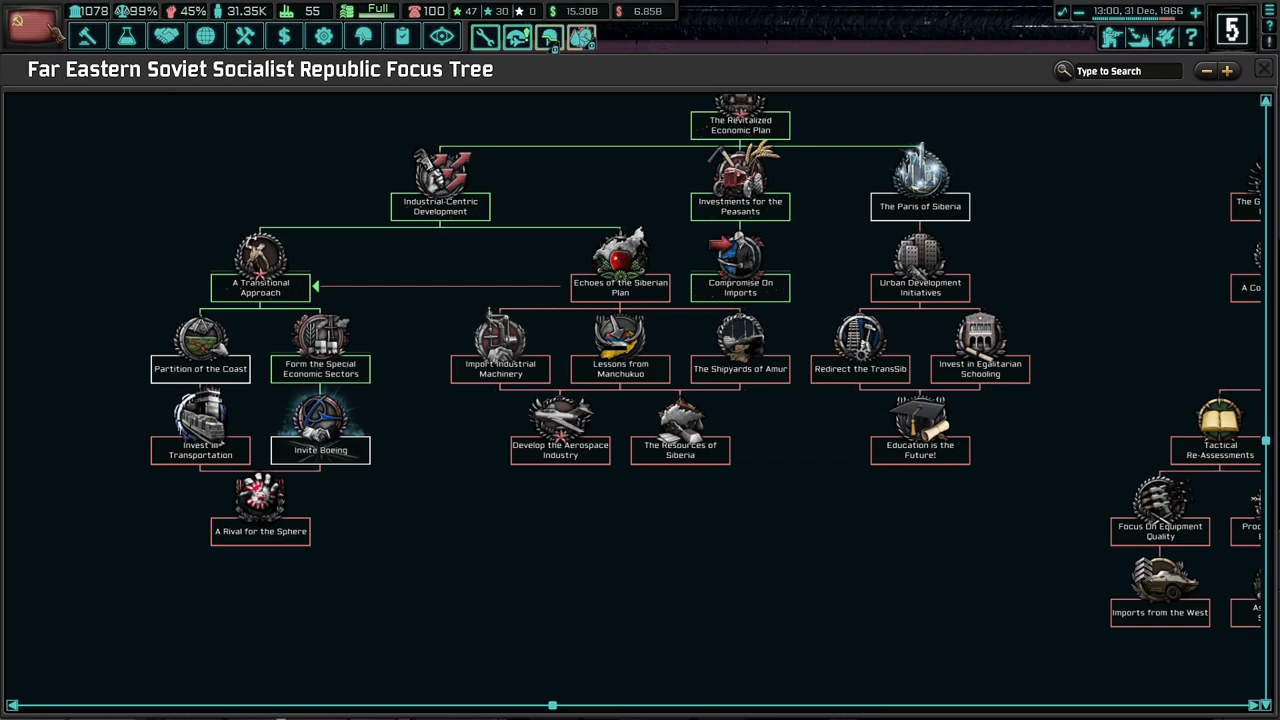 1078 99% 45% 31.35K 55 Full 100 47 30 0 15.30B 6.85B
13:00, 31 Dec, 1966
5
Far Eastern Soviet Socialist Republic Focus Tree
Type to Search
The Revitalized
Economic Plan
Industrial-Centric
Development
Investments for the
Peasants
The Paris of Siberia
The G
A Transitional
Approach
Echoes of the Siberian
Plan
Compromise On
Imports
Urban Development
Initiatives
A Co
Partition of the Coast
Form the Special
Economic Sectors
Import Industrial
Machinery
Lessons from
Manchukuo
The Shipyards of Amur
Redirect the TransSib
Invest in Egalitarian
Schooling
Invest in
Transportation
Invite Boeing
Develop the Aerospace
Industry
The Resources of
Siberia
Education is the
Future!
Tactical
Re-Assessments
A Rival for the Sphere
Focus On Equipment
Quality
Imports from the West